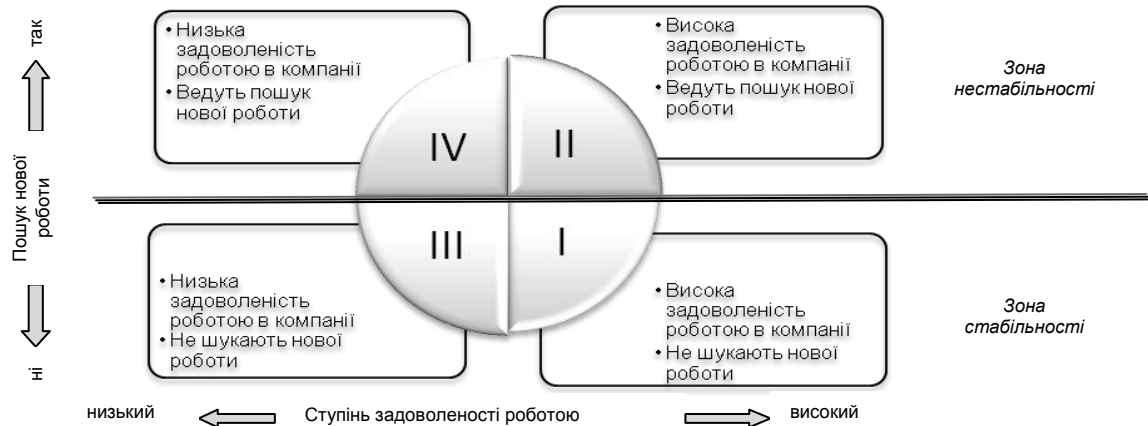 так
Пошук нової
роботи
ні
• Низька
задоволеність
роботою в компанії
• Ведуть пошук
нової роботи
• Висока
задоволеність
роботою в компанії
• Ведуть пошук нової
роботи
Зона
нестабільності
IV
II
III
I
• Низька
задоволеність
роботою в компанії
• Не шукають нової
роботи
• Висока
задоволеність
роботою в компанії
• Не шукають нової
роботи
Зона
стабільності
низький
Ступінь задоволеності роботою
високий